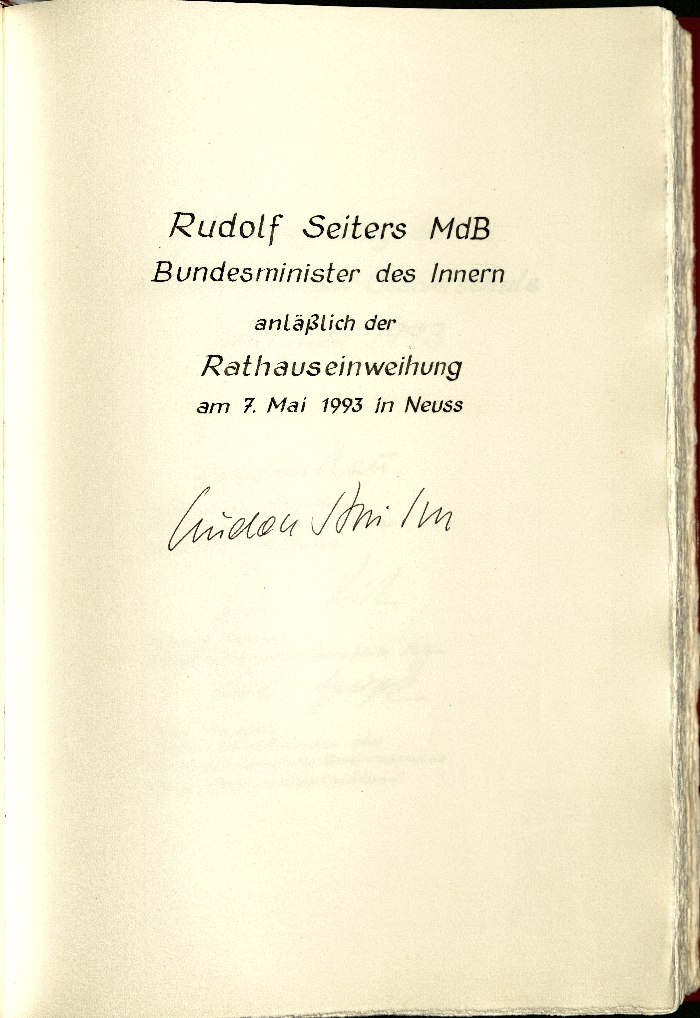 Rudolf Seiters MdB
Bundesminister des Innern
anläßlich der
Rathauseinweihung
am 7. Mai 1993 in Neuss